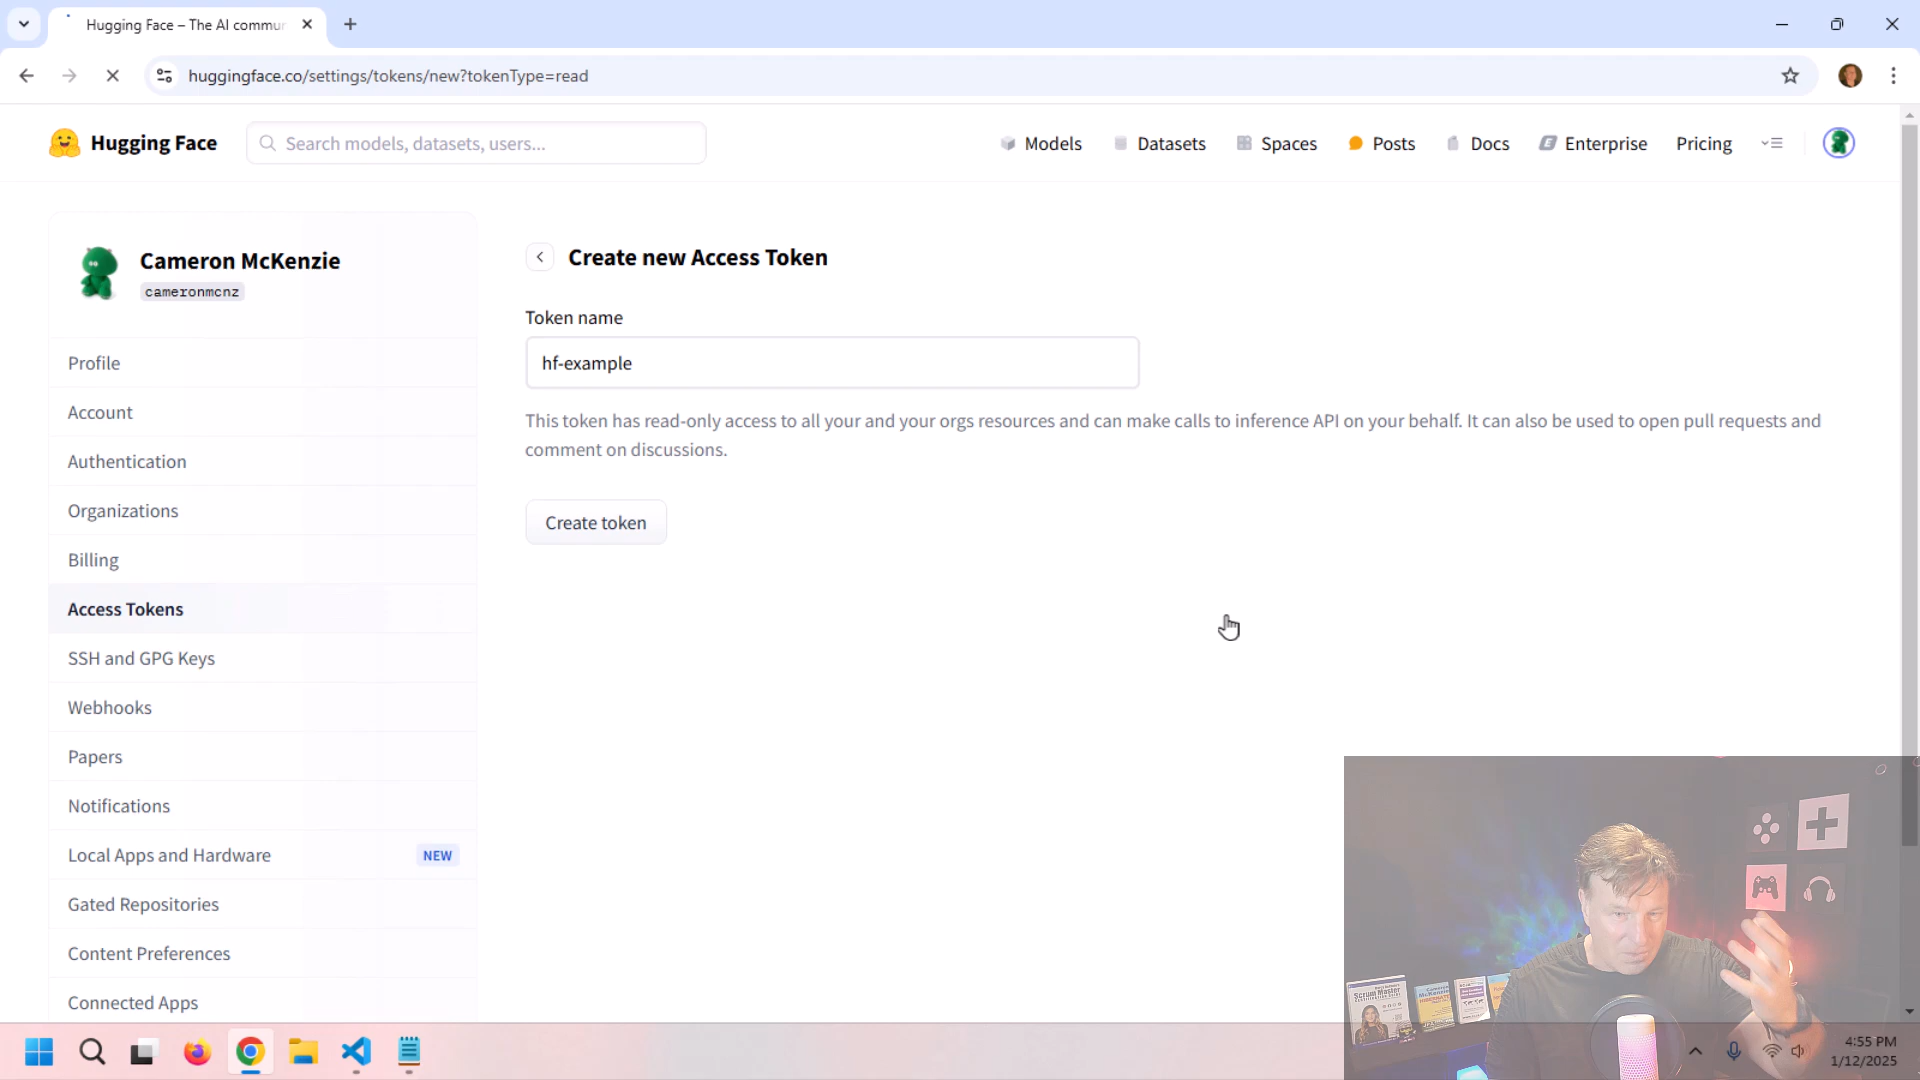 Hugging Face – The AI commun
huggingface.co/settings/tokens/new?tokenType=read
Hugging Face
Search models, datasets, users...
Models
Datasets
Spaces
Posts
Docs
Enterprise
Pricing
Cameron McKenzie
cameronmcnz
Profile
Account
Authentication
Organizations
Billing
Access Tokens
SSH and GPG Keys
Webhooks
Papers
Notifications
Local Apps and Hardware
NEW
Gated Repositories
Content Preferences
Connected Apps
Create new Access Token
Token name
hf-example
This token has read-only access to all your and your orgs resources and can make calls to inference API on your behalf. It can also be used to open pull requests and
comment on discussions.
Create token
Scrum Master
4:55 PM
1/12/2025